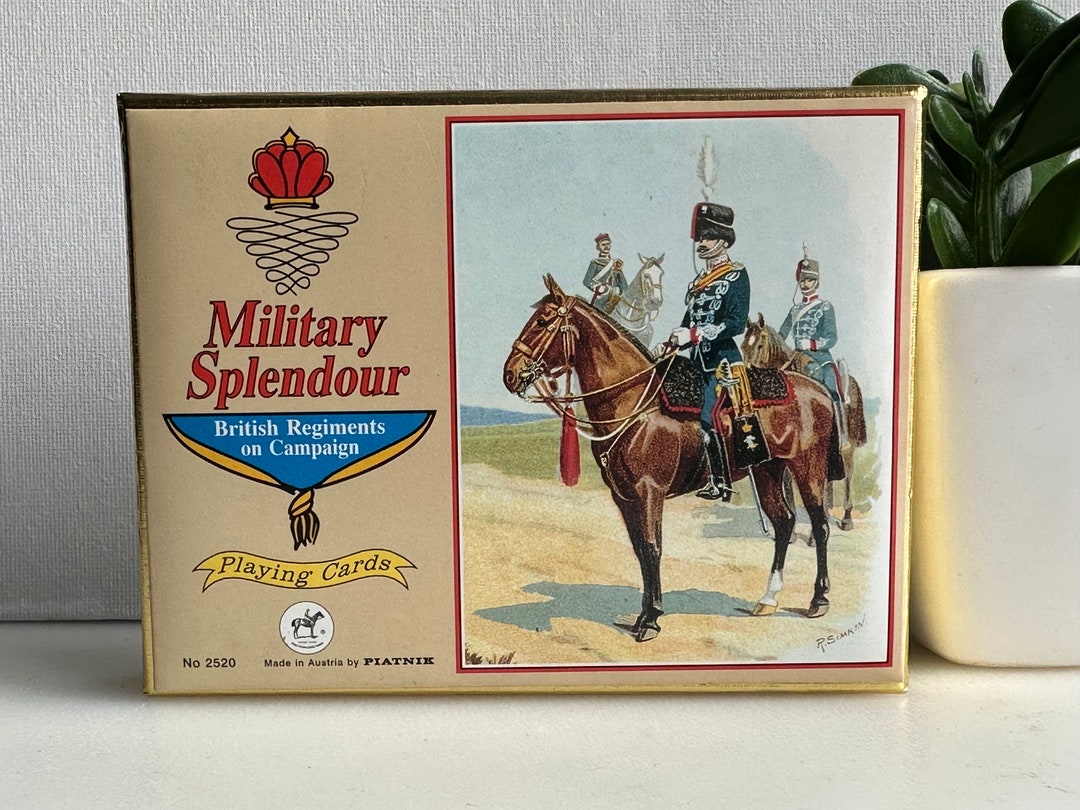 Military
Splendour
British Regiments
on Campaign
Playing Cards
No 2520
Made in Austria by PIATNIK
R. SIMKIN.